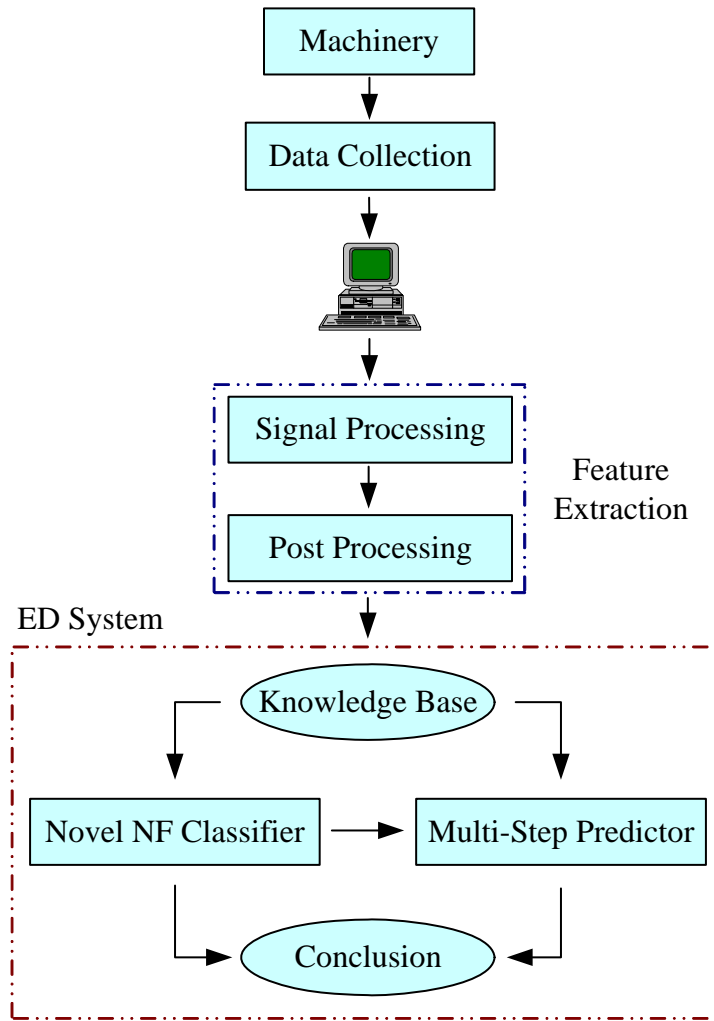 Machinery
Data Collection
Signal Processing
Post Processing
Feature
Extraction
ED System
Knowledge Base
Novel NF Classifier
Multi-Step Predictor
Conclusion